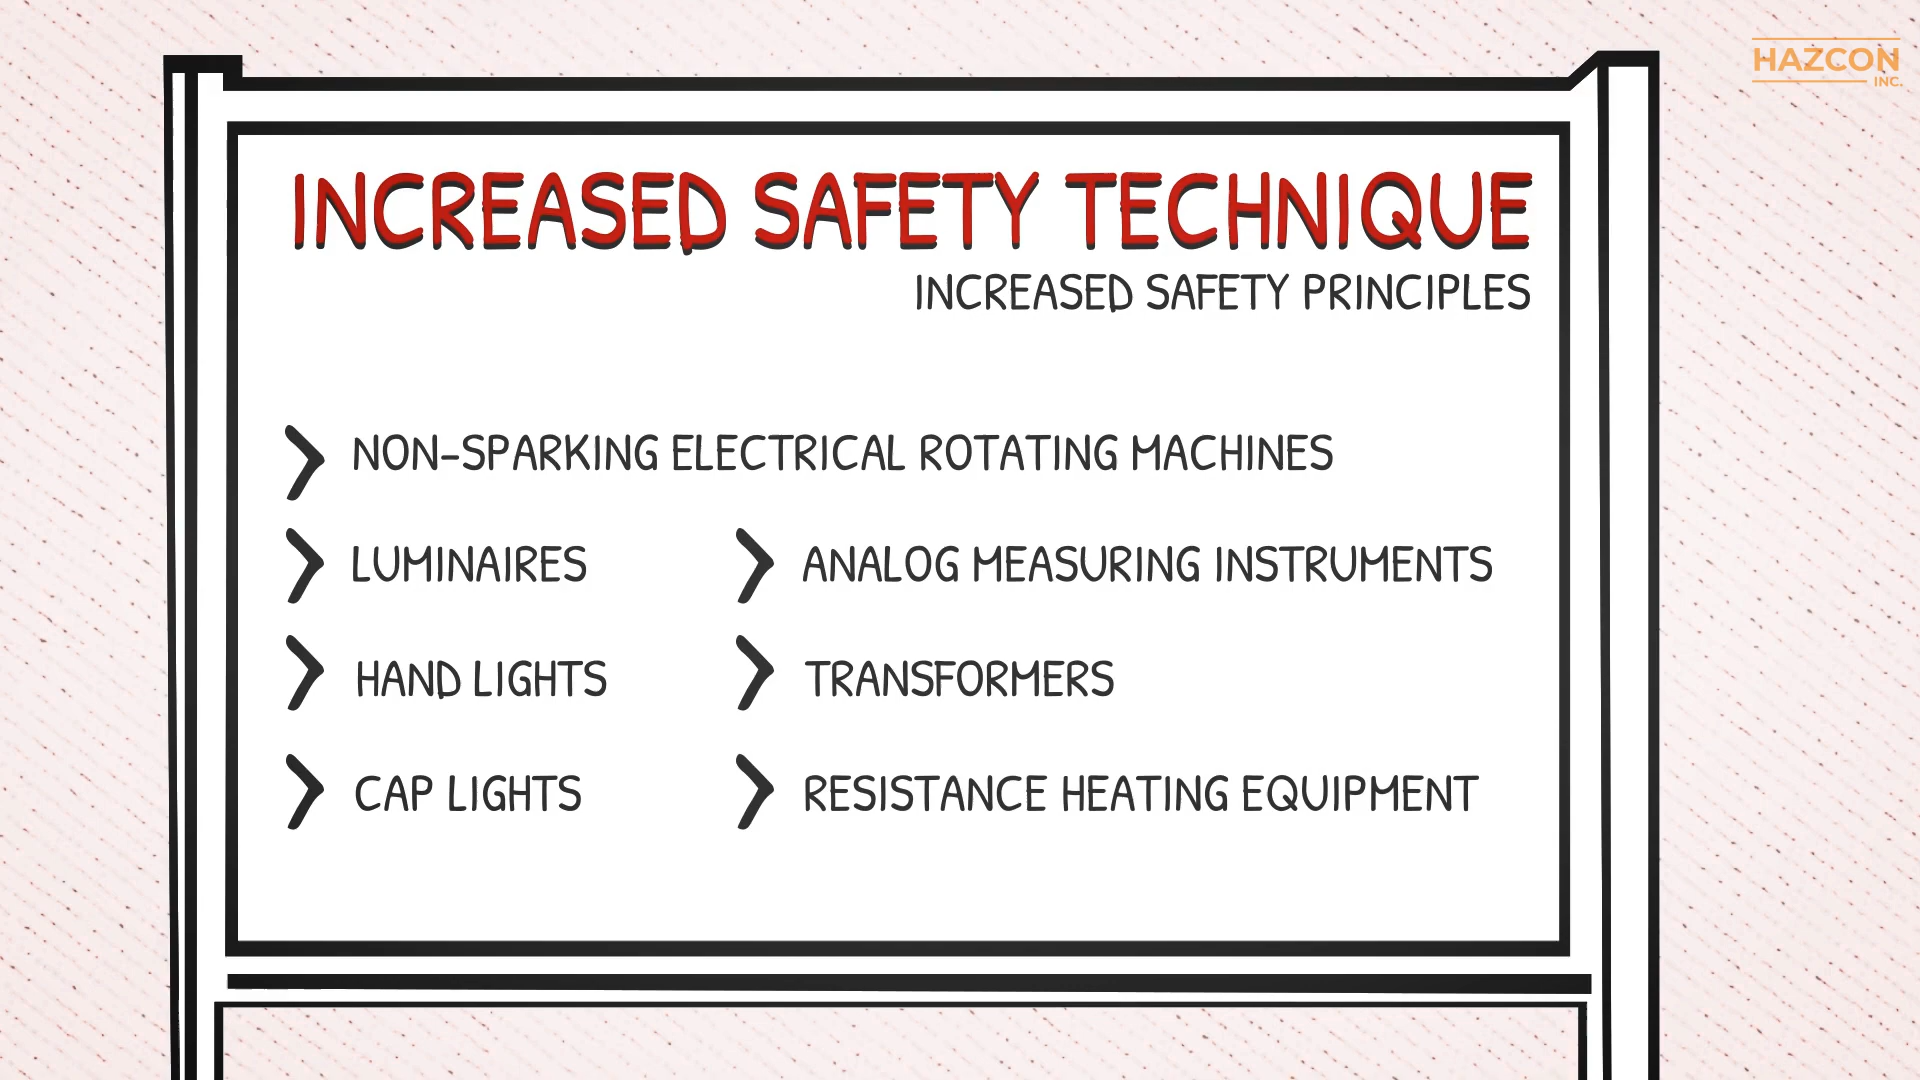 HAZCON
INC.
INCREASED SAFETY TECHNIQUE
INCREASED SAFETY PRINCIPLES
NON-SPARKING ELECTRICAL ROTATING MACHINES
LUMINAIRES
ANALOG MEASURING INSTRUMENTS
HAND LIGHTS
TRANSFORMERS
CAP LIGHTS
RESISTANCE HEATING EQUIPMENT